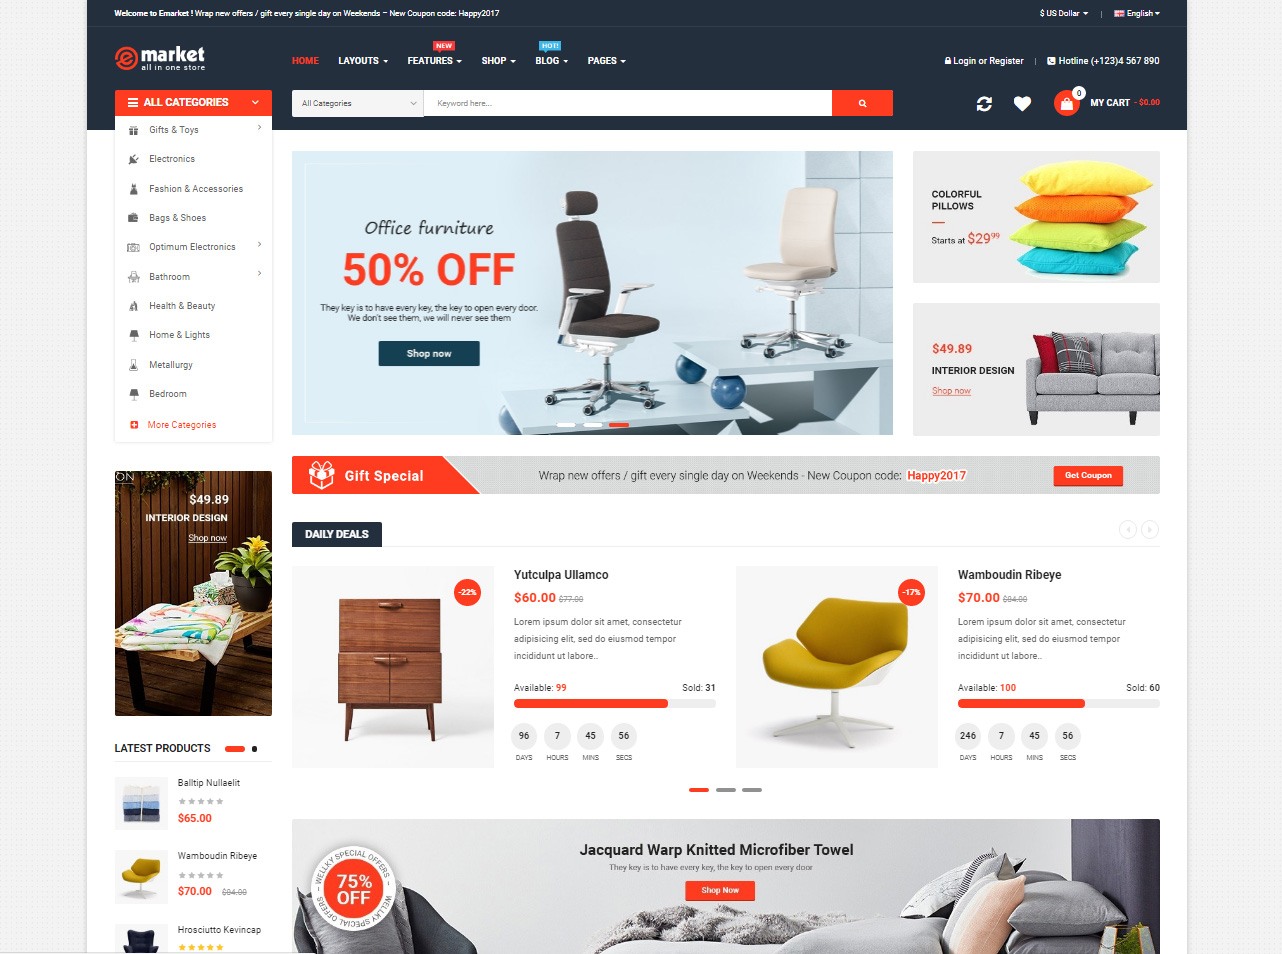 Welcome to Emarket ! Wrap new offers / gift every single day on Weekends – New Coupon code: Happy2017
$ US Dollar
English
emarket
all in one store
HOME
LAYOUTS
NEW
FEATURES
SHOP
HOT!
BLOG
PAGES
Login or Register
Hotline (+123)4 567 890
ALL CATEGORIES
All Categories
Keyword here...
0
MY CART - $0.00
Gifts & Toys
Electronics
Fashion & Accessories
Bags & Shoes
Optimum Electronics
Bathroom
Health & Beauty
Home & Lights
Metallurgy
Bedroom
More Categories
Office furniture
50% OFF
They key is to have every key, the key to open every door.
We don't see them, we will never see them
Shop now
COLORFUL
PILLOWS
Starts at $29⁹⁹
$49.89
INTERIOR DESIGN
Shop now
Gift Special
Wrap new offers / gift every single day on Weekends - New Coupon code: Happy2017
Get Coupon
ON
$49.89
INTERIOR DESIGN
Shop now
DAILY DEALS
-22%
Yutculpa Ullamco
$60.00 $77.00
Lorem ipsum dolor sit amet, consectetur
adipisicing elit, sed do eiusmod tempor
incididunt ut labore..
Available: 99
Sold: 31
96
7
45
56
DAYS
HOURS
MINS
SECS
-17%
Wamboudin Ribeye
$70.00 $84.00
Lorem ipsum dolor sit amet, consectetur
adipisicing elit, sed do eiusmod tempor
incididunt ut labore..
Available: 100
Sold: 60
246
7
45
56
DAYS
HOURS
MINS
SECS
LATEST PRODUCTS
Balltip Nullaelit
$65.00
Wamboudin Ribeye
$70.00 $84.00
Hrosciutto Kevincap
WELLKY SPECIAL OFFERS
75%
OFF
WELLKY SPECIAL OFFERS
Jacquard Warp Knitted Microfiber Towel
They key is to have every key, the key to open every door
Shop Now